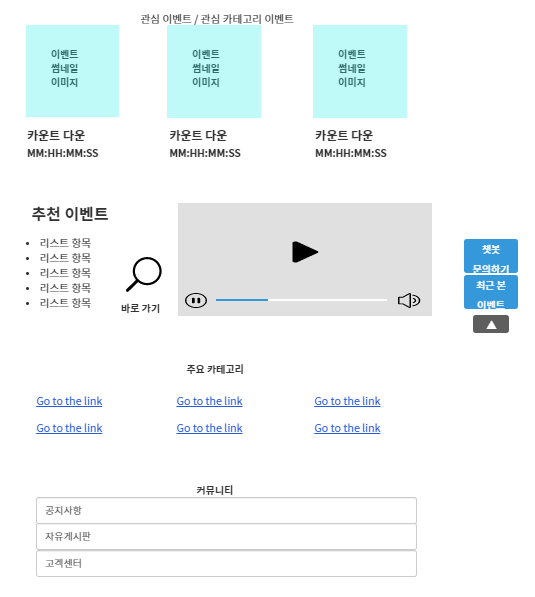 관심 이벤트 / 관심 카테고리 이벤트
이벤트
썸네일
이미지
이벤트
썸네일
이미지
이벤트
썸네일
이미지
카운트 다운
MM:HH:MM:SS
카운트 다운
MM:HH:MM:SS
카운트 다운
MM:HH:MM:SS
추천 이벤트
리스트 항목
리스트 항목
리스트 항목
리스트 항목
리스트 항목
바로 가기
챗봇
문의하기
최근 본
이벤트
주요 카테고리
Go to the link
Go to the link
Go to the link
Go to the link
Go to the link
Go to the link
커뮤니티
공지사항
자유게시판
고객센터